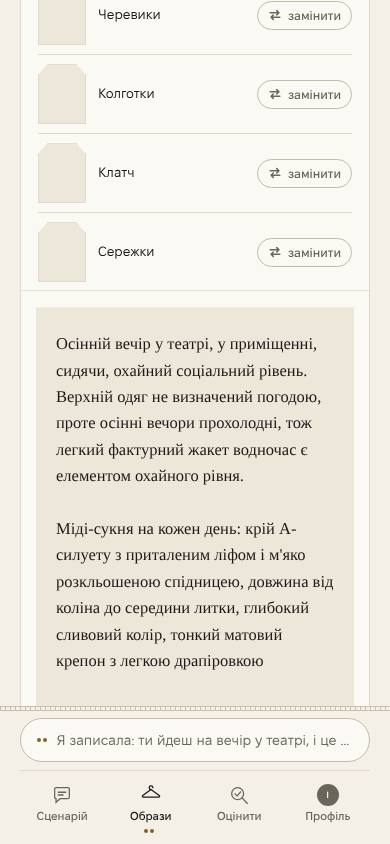 Черевики
замінити
Колготки
замінити
Клатч
замінити
Сережки
замінити
Осінній вечір у театрі, у приміщенні,
сидячи, охайний соціальний рівень.
Верхній одяг не визначений погодою,
проте осінні вечори прохолодні, тож
легкий фактурний жакет водночас є
елементом охайного рівня.
Міді-сукня на кожен день: крій А-
силуету з приталеним ліфом і м'яко
розкльошеною спідницею, довжина від
коліна до середини литки, глибокий
сливовий колір, тонкий матовий
крепон з легкою драпіровкою
Я записала: ти йдеш на вечір у театрі, і це ...
Сценарій
Образи
Оцінити
І
Профіль